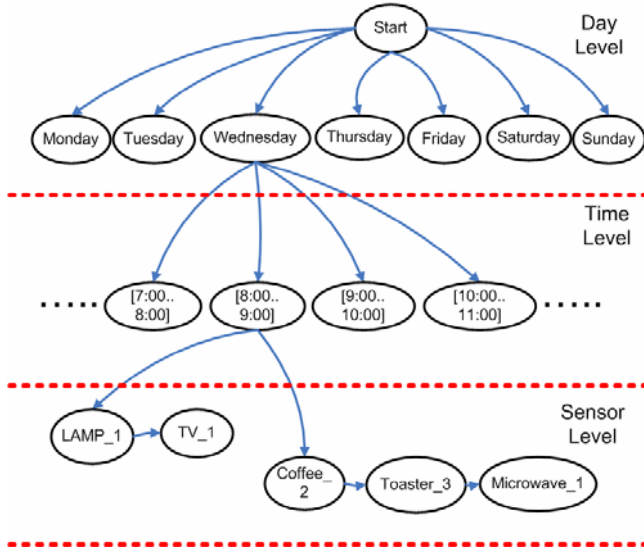 Start
Day
Level
Monday
Tuesday
Wednesday
Thursday
Friday
Saturday
Sunday
Time
Level
[7:00..
8:00]
[8:00..
9:00]
[9:00..
10:00]
[10:00..
11:00]
Sensor
Level
LAMP_1
TV_1
Coffee_
2
Toaster_3
Microwave_1